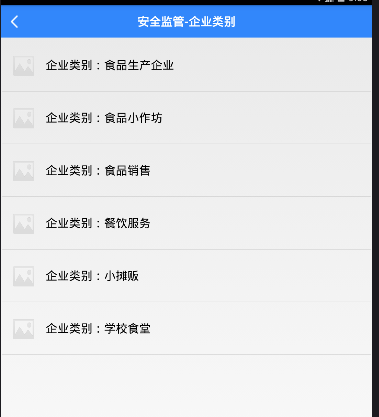 安全监管-企业类别
企业类别：食品生产企业
企业类别：食品小作坊
企业类别：食品销售
企业类别：餐饮服务
企业类别：小摊贩
企业类别：学校食堂